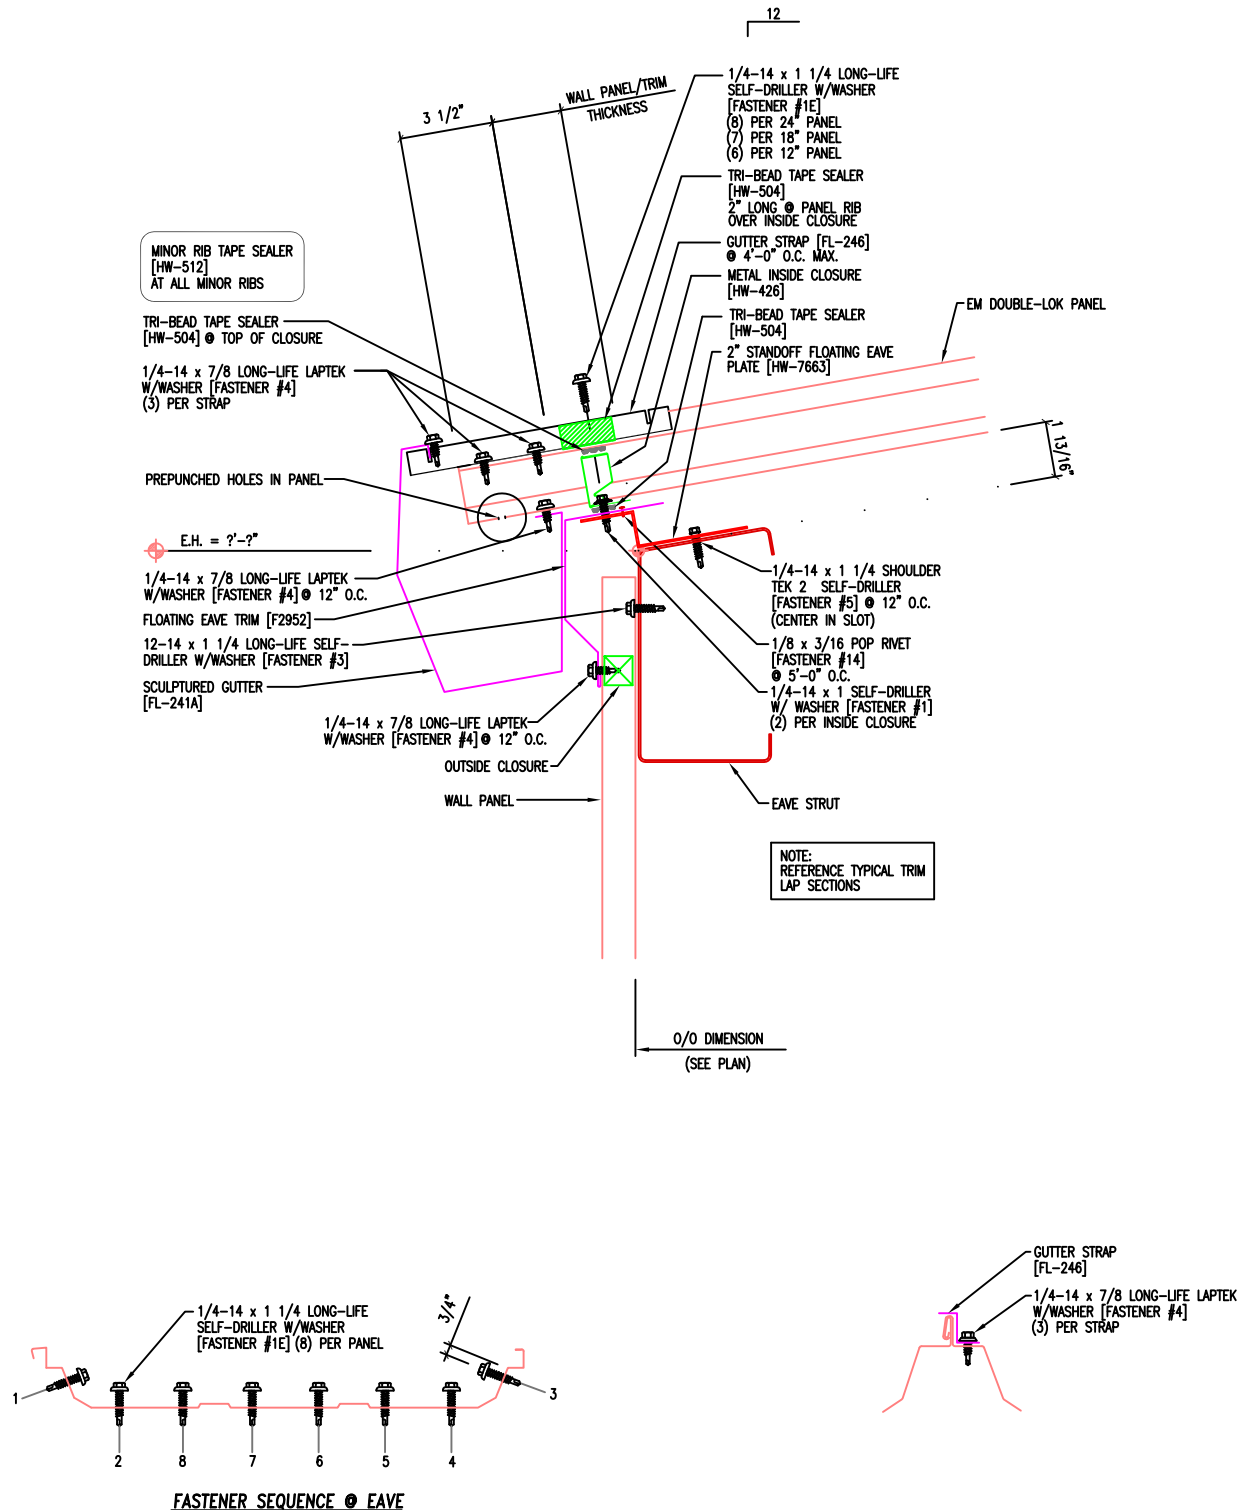 12
1/4-14 x 1 1/4 LONG-LIFE
SELF-DRILLER W/WASHER
[FASTENER #1E]
(8) PER 24" PANEL
(7) PER 18" PANEL
(6) PER 12" PANEL
WALL PANEL/TRIM
THICKNESS
3 1/2"
TRI-BEAD TAPE SEALER
[HW-504]
2" LONG @ PANEL RIB
OVER INSIDE CLOSURE
GUTTER STRAP [FL-246]
@ 4'-0" O.C. MAX.
METAL INSIDE CLOSURE
[HW-426]
TRI-BEAD TAPE SEALER
[HW-504]
2" STANDOFF FLOATING EAVE
PLATE [HW-7663]
EM DOUBLE-LOK PANEL
1 13/16"
MINOR RIB TAPE SEALER
[HW-512]
AT ALL MINOR RIBS
TRI-BEAD TAPE SEALER
[HW-504] @ TOP OF CLOSURE
1/4-14 x 7/8 LONG-LIFE LAPTEK
W/WASHER [FASTENER #4]
(3) PER STRAP
PREPUNCHED HOLES IN PANEL
E.H. = ?'-?"
1/4-14 x 7/8 LONG-LIFE LAPTEK
W/WASHER [FASTENER #4] @ 12" O.C.
FLOATING EAVE TRIM [F2952]
12-14 x 1 1/4 LONG-LIFE SELF-
DRILLER W/WASHER [FASTENER #3]
SCULPTURED GUTTER
[FL-241A]
1/4-14 x 7/8 LONG-LIFE LAPTEK
W/WASHER [FASTENER #4] @ 12" O.C.
OUTSIDE CLOSURE
WALL PANEL
1/4-14 x 1 1/4 SHOULDER
TEK 2 SELF-DRILLER
[FASTENER #5] @ 12" O.C.
(CENTER IN SLOT)
1/8 x 3/16 POP RIVET
[FASTENER #14]
@ 5'-0" O.C.
1/4-14 x 1 SELF-DRILLER
W/ WASHER [FASTENER #1]
(2) PER INSIDE CLOSURE
EAVE STRUT
NOTE:
REFERENCE TYPICAL TRIM
LAP SECTIONS
O/O DIMENSION
(SEE PLAN)
1/4-14 x 1 1/4 LONG-LIFE
SELF-DRILLER W/WASHER
[FASTENER #1E] (8) PER PANEL
3/4"
1
3
2
8
7
6
5
4
FASTENER SEQUENCE @ EAVE
GUTTER STRAP
[FL-246]
1/4-14 x 7/8 LONG-LIFE LAPTEK
W/WASHER [FASTENER #4]
(3) PER STRAP